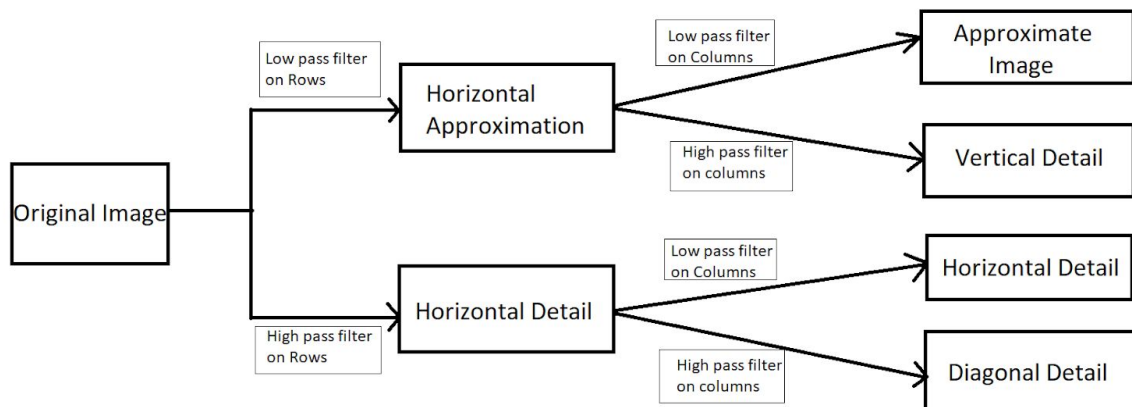 Original Image
Low pass filter
on Rows
Horizontal
Approximation
High pass filter
on Rows
Horizontal Detail
Low pass filter
on Columns
Approximate
Image
High pass filter
on columns
Vertical Detail
Low pass filter
on Columns
Horizontal Detail
High pass filter
on columns
Diagonal Detail